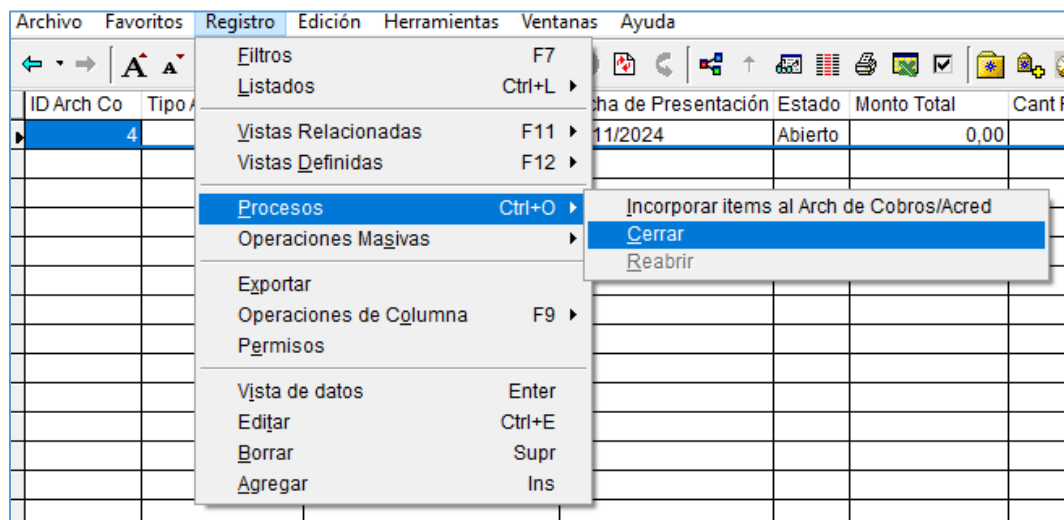 Archivo Favoritos Registro Edición Herramientas Ventanas Ayuda
A A
ID Arch Co Tipo ha de Presentación Estado Monto Total Cant
4 11/2024 Abierto 0,00
Filtros F7
Listados Ctrl+L
Vistas Relacionadas F11
Vistas Definidas F12
Procesos Ctrl+O
Operaciones Masivas
Exportar
Operaciones de Columna F9
Permisos
Vista de datos Enter
Editar Ctrl+E
Borrar Supr
Agregar Ins
Incorporar items al Arch de Cobros/Acred
Cerrar
Reabrir